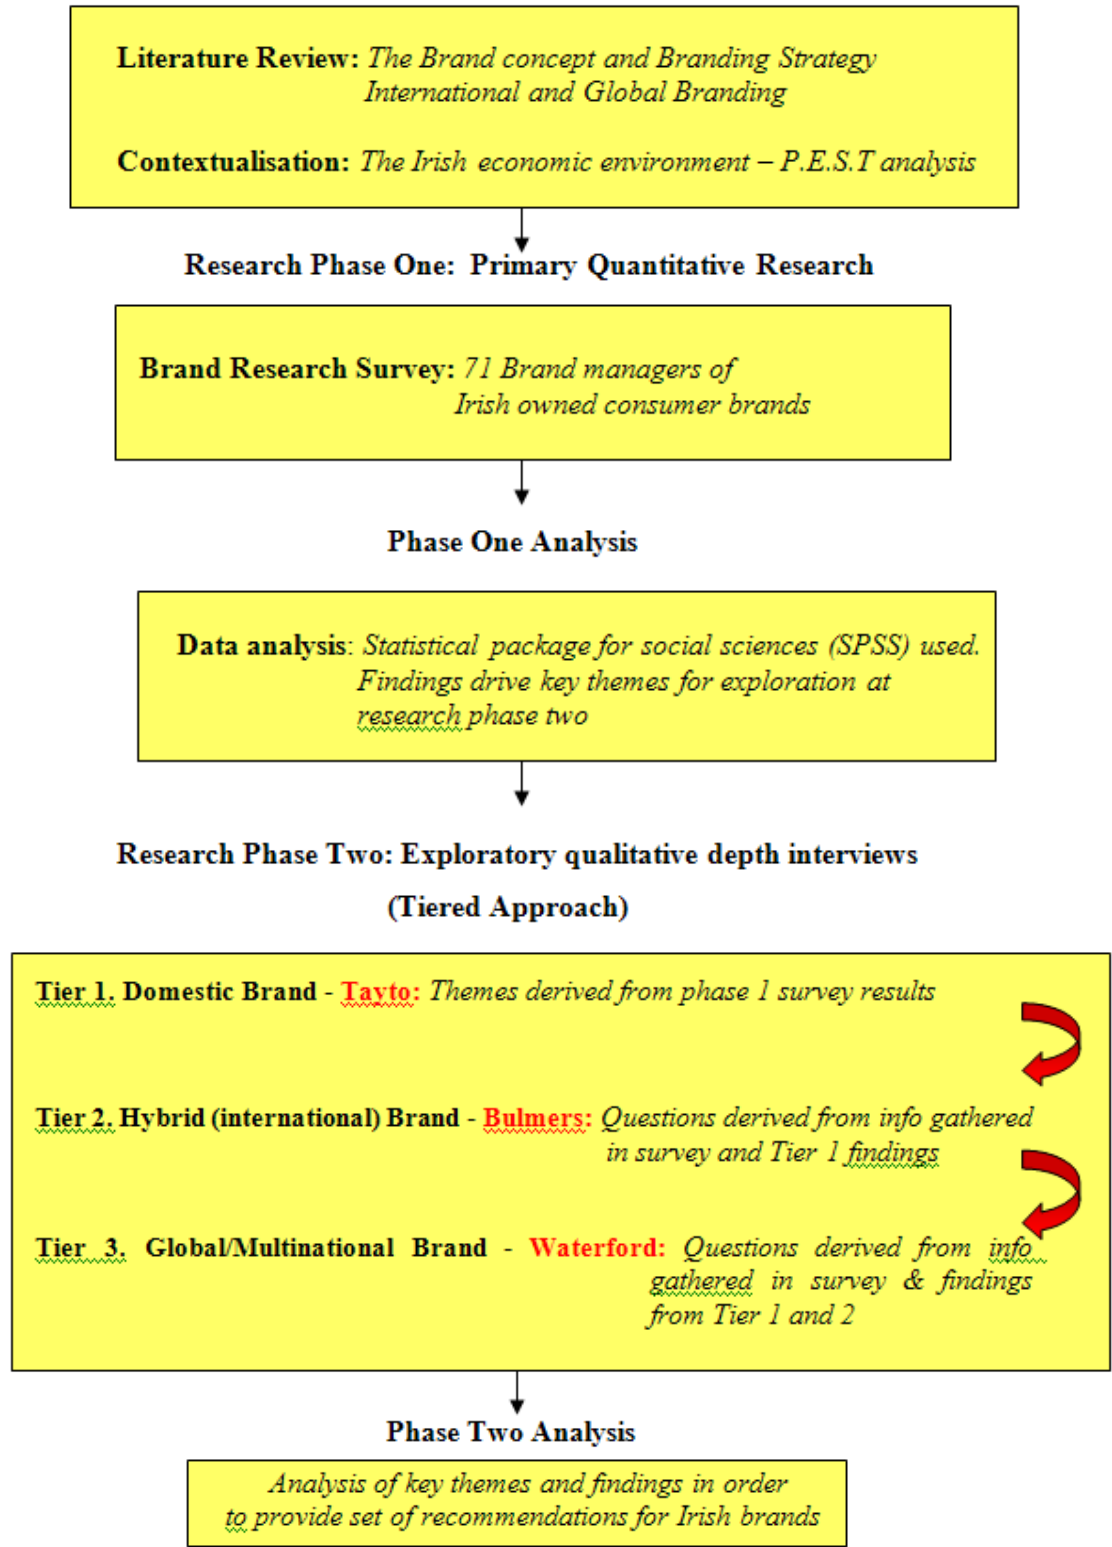 Literature Review: The Brand concept and Branding Strategy
International and Global Branding
Contextualisation: The Irish economic environment – P.E.S.T analysis
Research Phase One: Primary Quantitative Research
Brand Research Survey: 71 Brand managers of
Irish owned consumer brands
Phase One Analysis
Data analysis: Statistical package for social sciences (SPSS) used.
Findings drive key themes for exploration at
research phase two
Research Phase Two: Exploratory qualitative depth interviews
(Tiered Approach)
Tier 1. Domestic Brand - Tayto: Themes derived from phase 1 survey results
Tier 2. Hybrid (international) Brand - Bulmers: Questions derived from info gathered
in survey and Tier 1 findings
Tier 3. Global/Multinational Brand - Waterford: Questions derived from info
gathered in survey & findings
from Tier 1 and 2
Phase Two Analysis
Analysis of key themes and findings in order
to provide set of recommendations for Irish brands